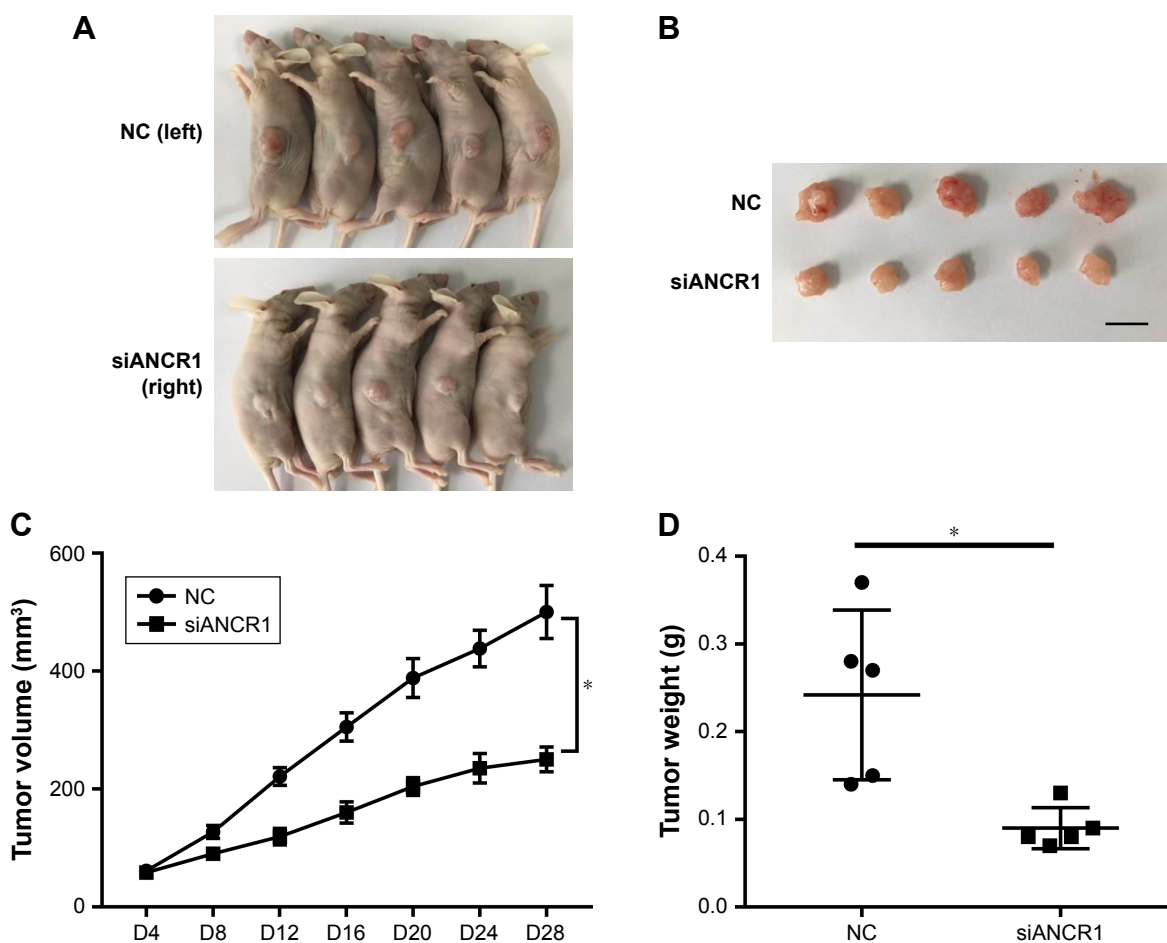 A
NC (left)
siANCR1
(right)
B
NC
siANCR1
C
Tumor volume (mm³)
600
400
200
0
NC
siANCR1
*
D4
D8
D12
D16
D20
D24
D28
D
Tumor weight (g)
0.4
0.3
0.2
0.1
0.0
*
NC
siANCR1